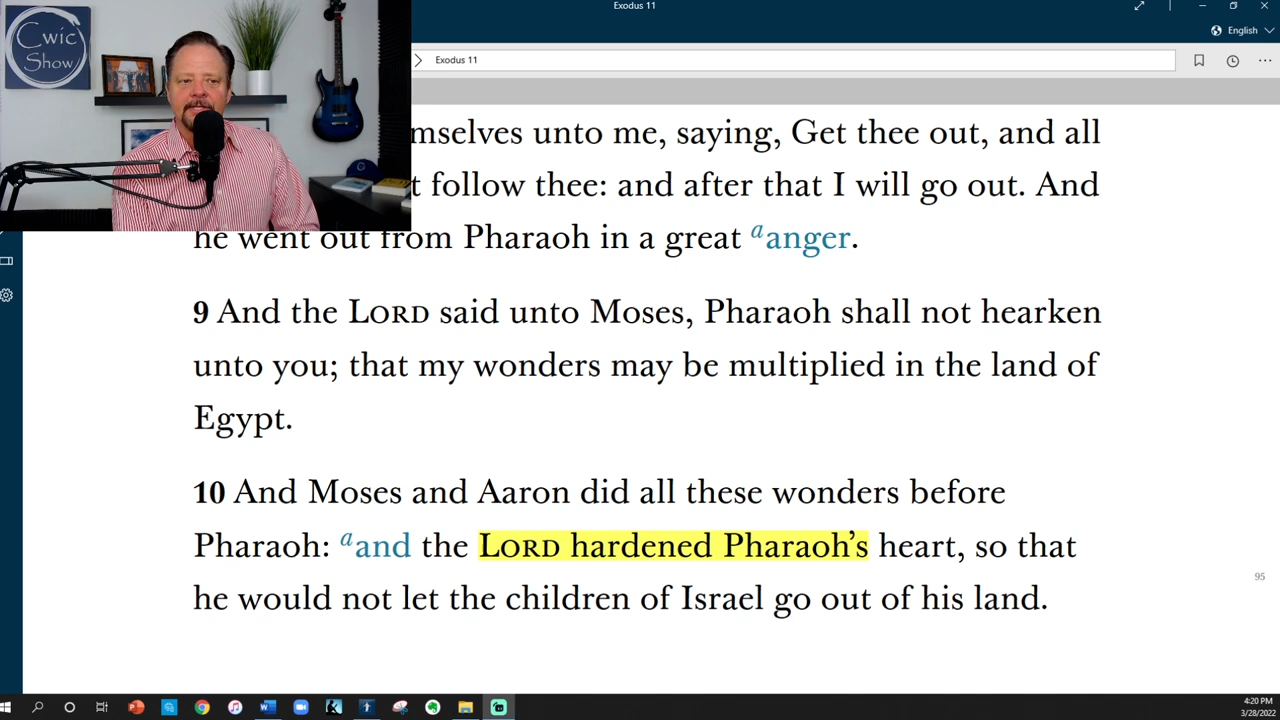 Exodus 11
Cwic
Show
English
Exodus 11
mselves unto me, saying, Get thee out, and all
t follow thee: and after that I will go out. And
he went out from Pharaoh in a great a anger.
9 And the LORD said unto Moses, Pharaoh shall not hearken
unto you; that my wonders may be multiplied in the land of
Egypt.
10 And Moses and Aaron did all these wonders before
Pharaoh: a and the LORD hardened Pharaoh’s heart, so that
95
he would not let the children of Israel go out of his land.
4:20 PM
3/28/2022